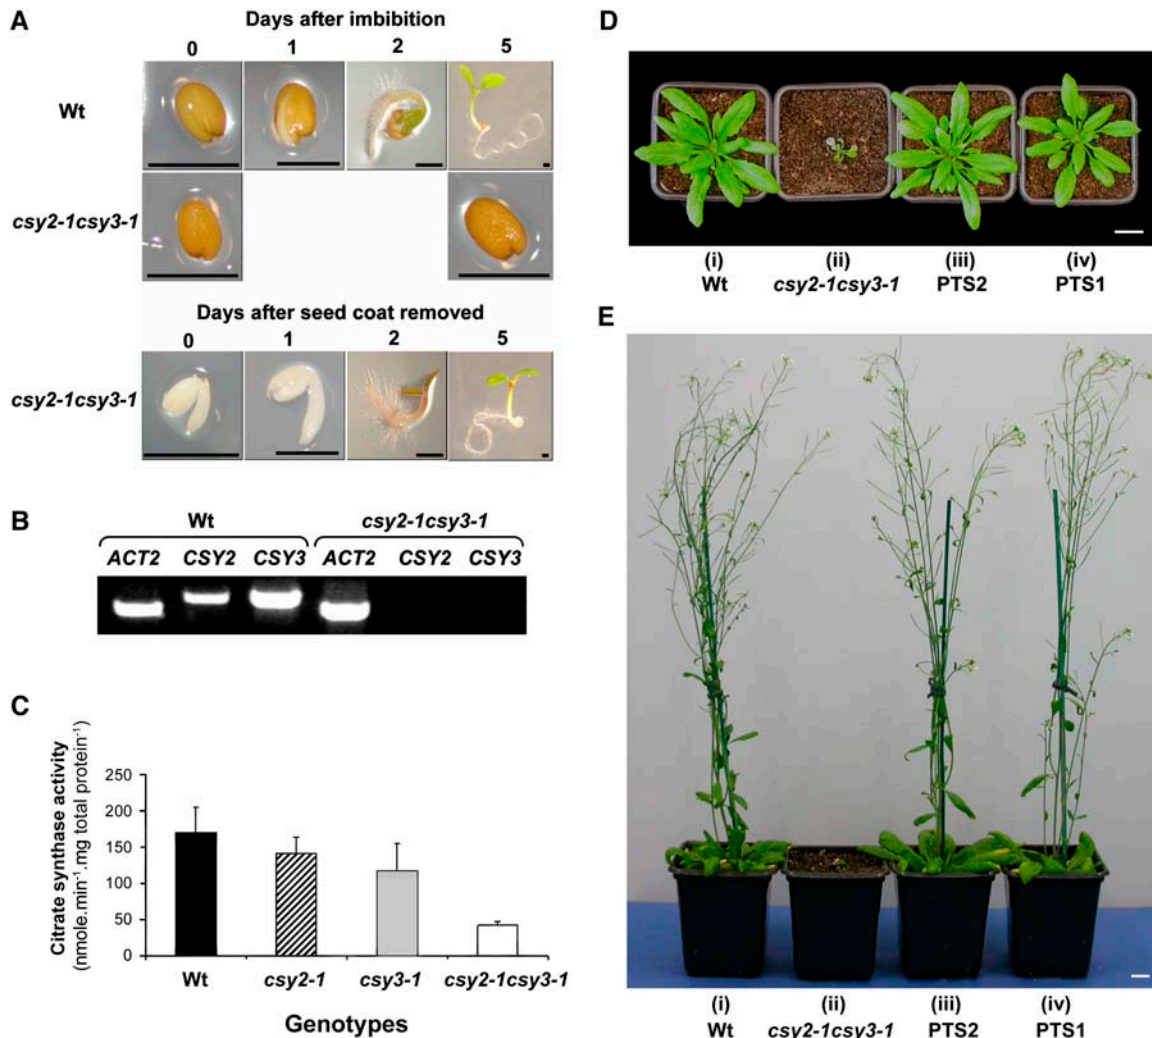 A
Days after imbibition
0 1 2 5
Wt
csy2-1csy3-1
Days after seed coat removed
0 1 2 5
csy2-1csy3-1
B
Wt csy2-1csy3-1
ACT2 CSY2 CSY3 ACT2 CSY2 CSY3
C
Citrate synthase activity
(nmole.min⁻¹.mg total protein⁻¹)
250
200
150
100
50
0
Wt csy2-1 csy3-1 csy2-1csy3-1
Genotypes
D
(i) (ii) (iii) (iv)
Wt csy2-1csy3-1 PTS2 PTS1
E
(i) (ii) (iii) (iv)
Wt csy2-1csy3-1 PTS2 PTS1